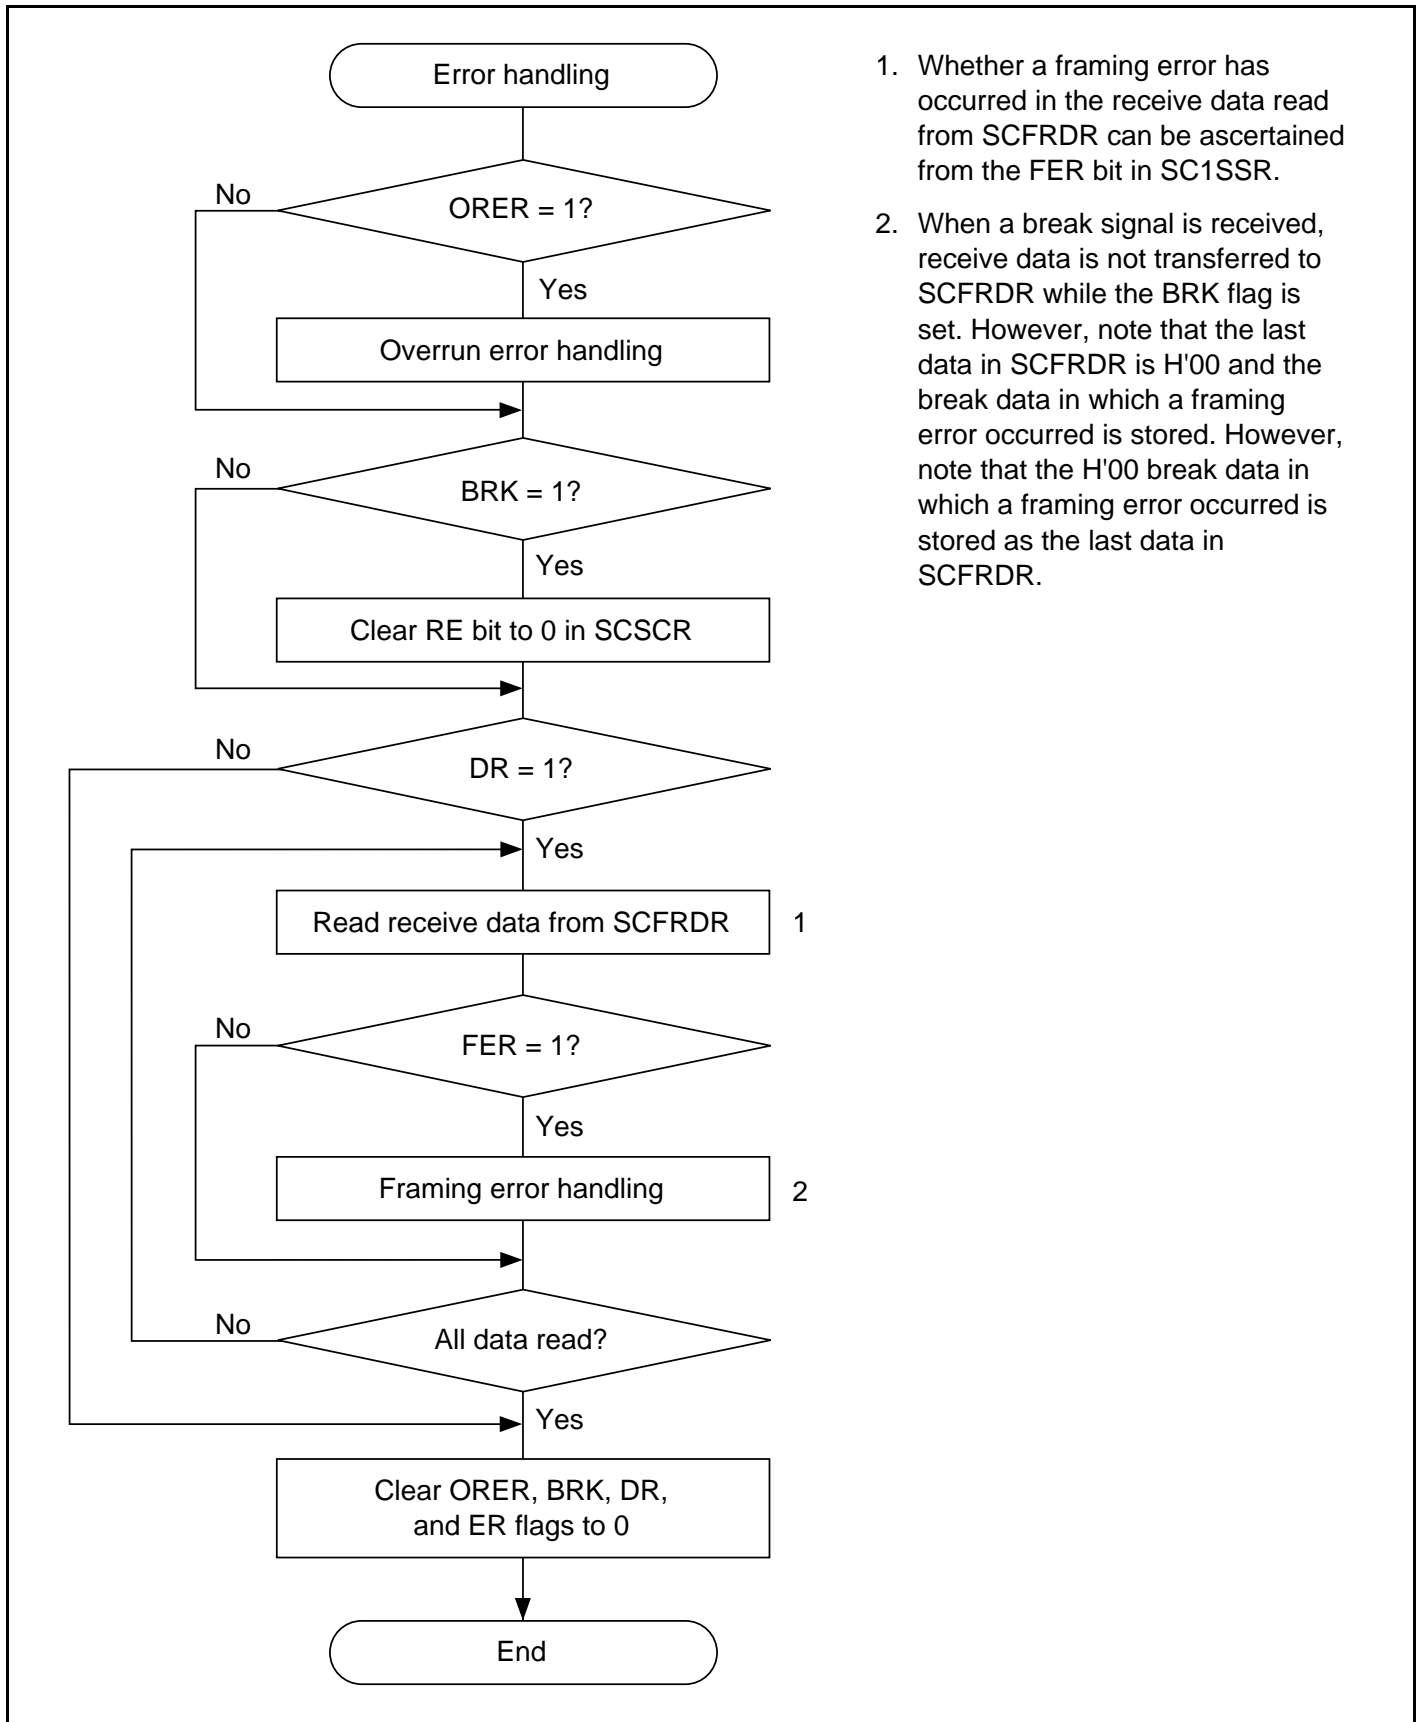 Error handling
No
ORER = 1?
Yes
Overrun error handling
No
BRK = 1?
Yes
Clear RE bit to 0 in SCSCR
No
DR = 1?
Yes
Read receive data from SCFRDR
1
No
FER = 1?
Yes
Framing error handling
2
No
All data read?
Yes
Clear ORER, BRK, DR,
and ER flags to 0
End
1. Whether a framing error has
occurred in the receive data read
from SCFRDR can be ascertained
from the FER bit in SC1SSR.
2. When a break signal is received,
receive data is not transferred to
SCFRDR while the BRK flag is
set. However, note that the last
data in SCFRDR is H'00 and the
break data in which a framing
error occurred is stored. However,
note that the H'00 break data in
which a framing error occurred is
stored as the last data in
SCFRDR.